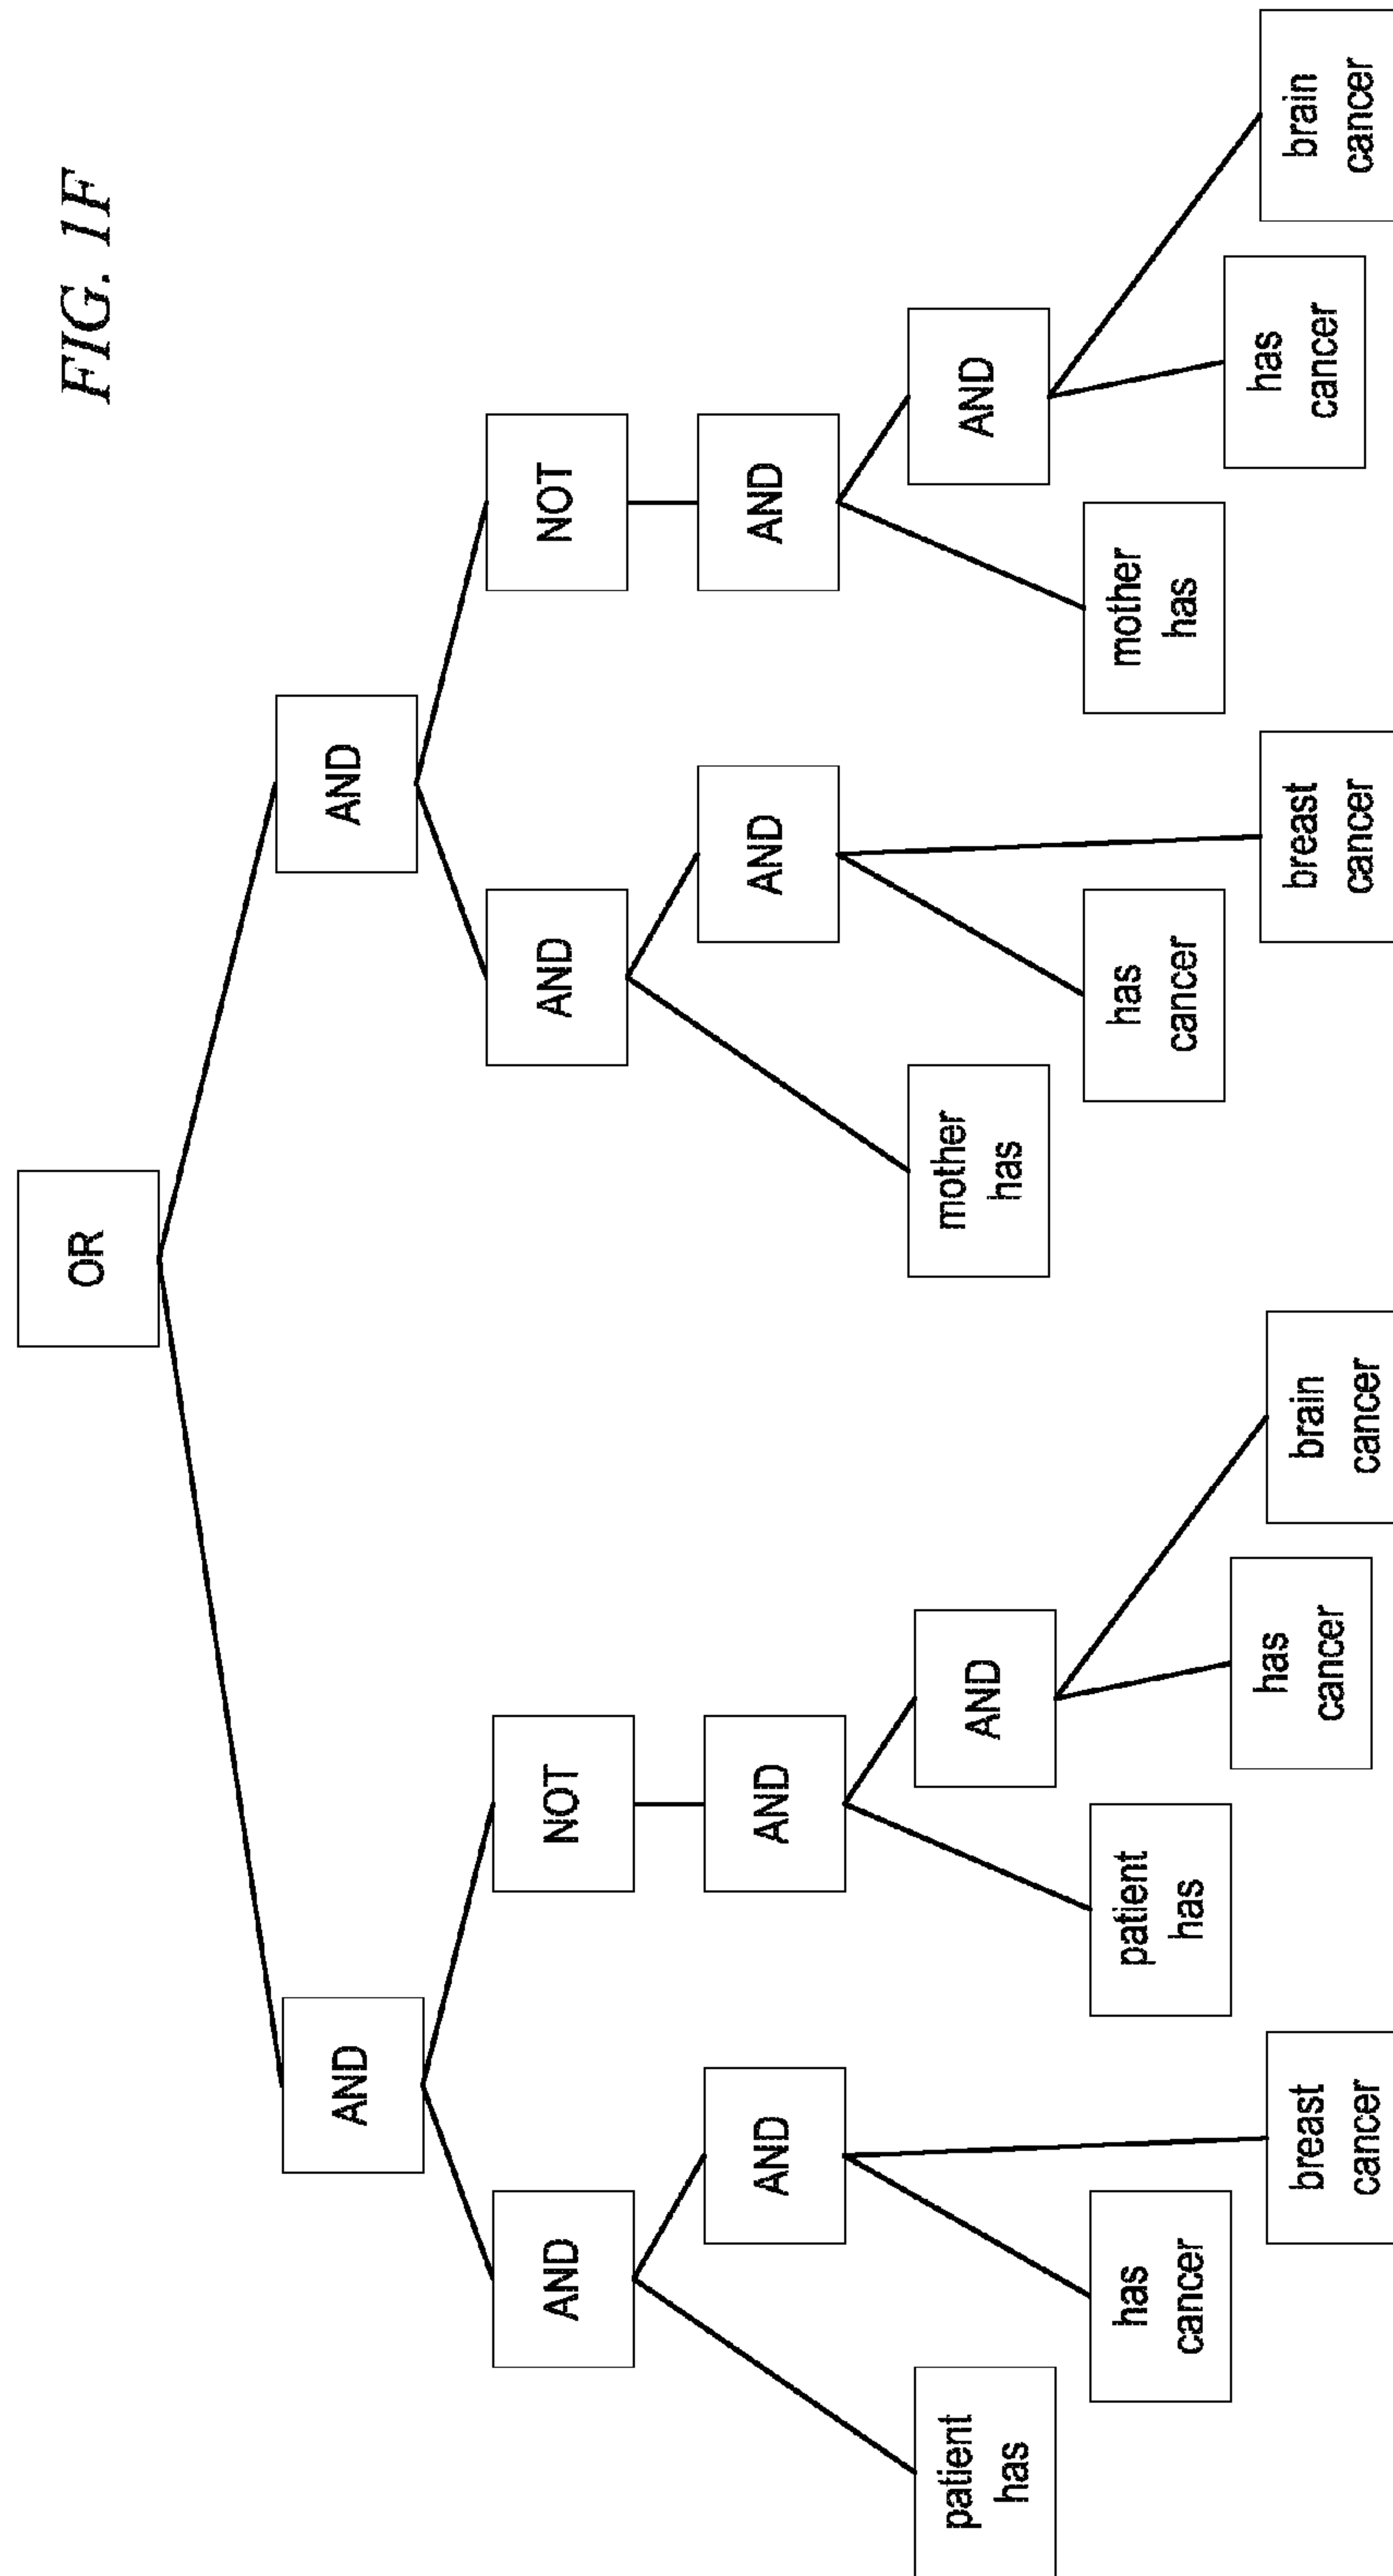 FIG. 1F
OR
AND
AND
AND
NOT
AND
NOT
AND
AND
AND
AND
patient
has
AND
mother
has
AND
has
cancer
patient
has
has
cancer
mother
has
breast
cancer
has
cancer
brain
cancer
breast
cancer
has
cancer
brain
cancer